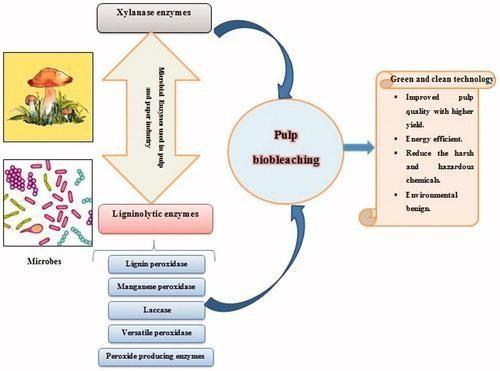 Xylanase enzymes
Microbial Enzymes used in pulp
and paper industry
Ligninolytic enzymes
Microbes
Lignin peroxidase
Manganese peroxidase
Laccase
Versatile peroxidase
Peroxide producing enzymes
Pulp
biobleaching
Green and clean technology
• Improved pulp
quality with higher
yield.
• Energy efficient.
• Reduce the harsh
and hazardous
chemicals.
• Environmental
benign.